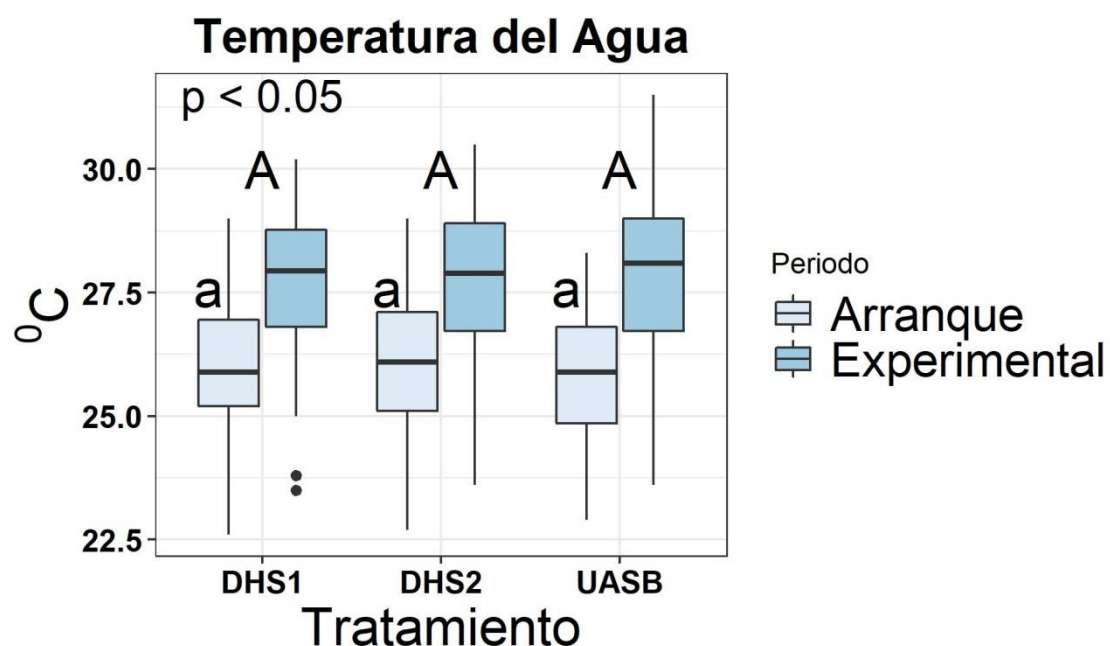 Temperatura del Agua
p < 0.05
A A A
a a a
30.0
27.5
25.0
22.5
⁰C
DHS1 DHS2 UASB
Tratamiento
Periodo
Arranque
Experimental